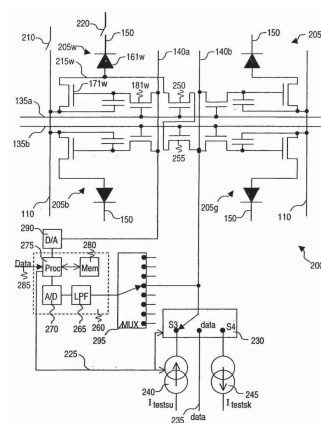 220
210 150 140a 140b 150
205w 205
161w
215w
171w 181w 250
135a
135b
255
110 150 205b 205g 150 110
290 D/A
275 280 200
Data Proc Mem
285
A/D LPF
MUX
270 265 260 295
S3 data S4
230
225
240 245
I testsu data I testsk
235